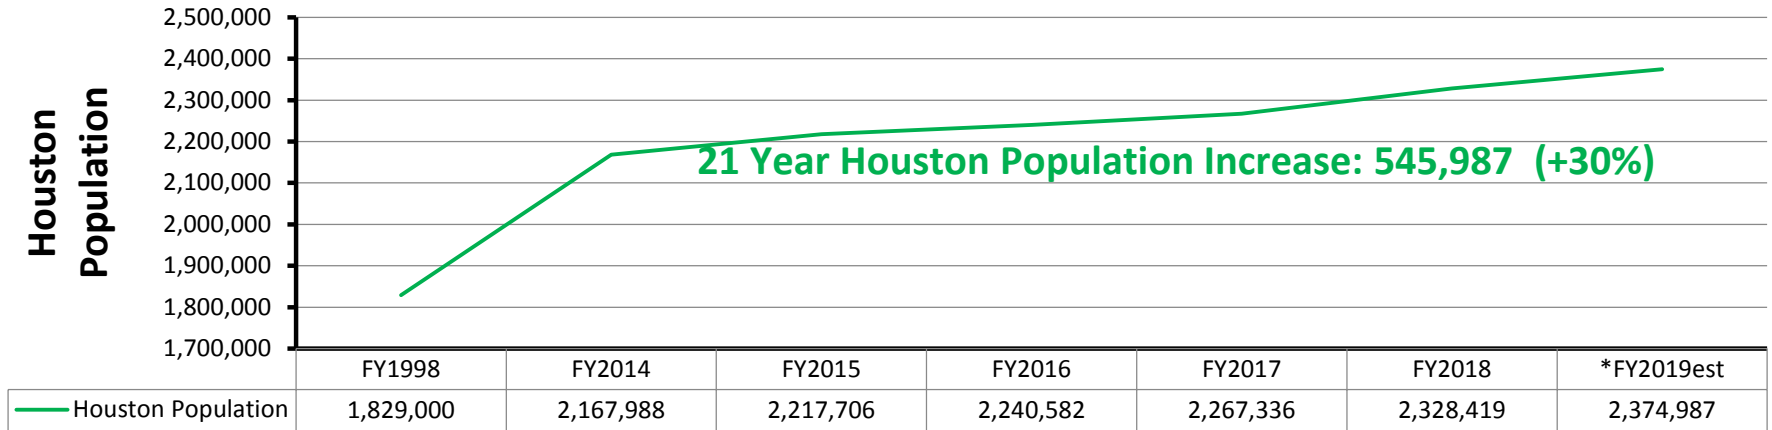 2,500,000
2,400,000
2,300,000
2,200,000
2,100,000
2,000,000
1,900,000
1,800,000
1,700,000
Houston
Population
21 Year Houston Population Increase: 545,987 (+30%)
FY1998 FY2014 FY2015 FY2016 FY2017 FY2018 *FY2019est
Houston Population 1,829,000 2,167,988 2,217,706 2,240,582 2,267,336 2,328,419 2,374,987